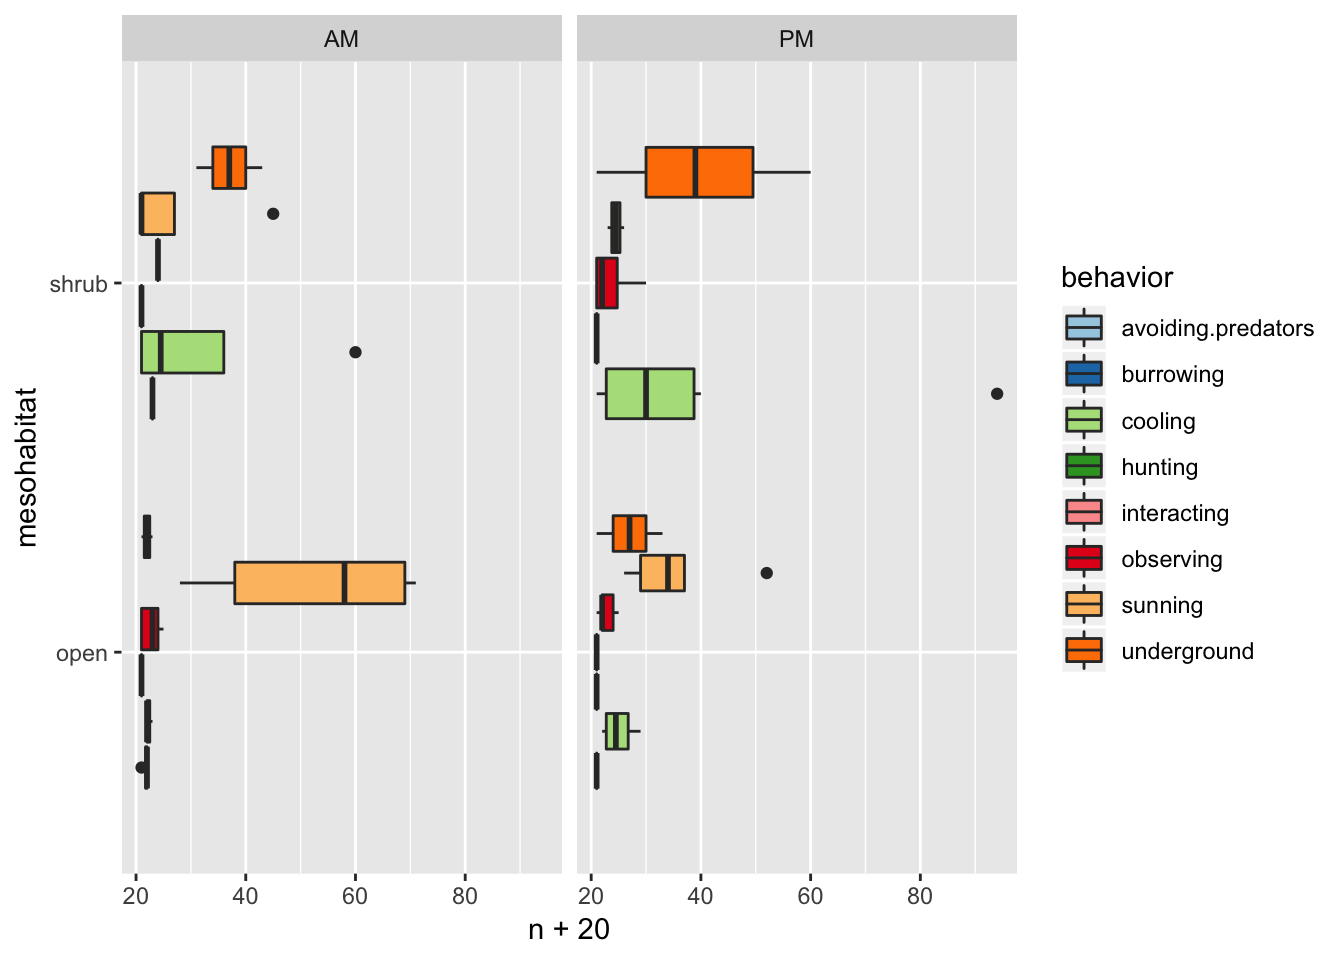 AM
PM
shrub
open
mesohabitat
20 40 60 80
20 40 60 80
n + 20
behavior
avoiding.predators
burrowing
cooling
hunting
interacting
observing
sunning
underground